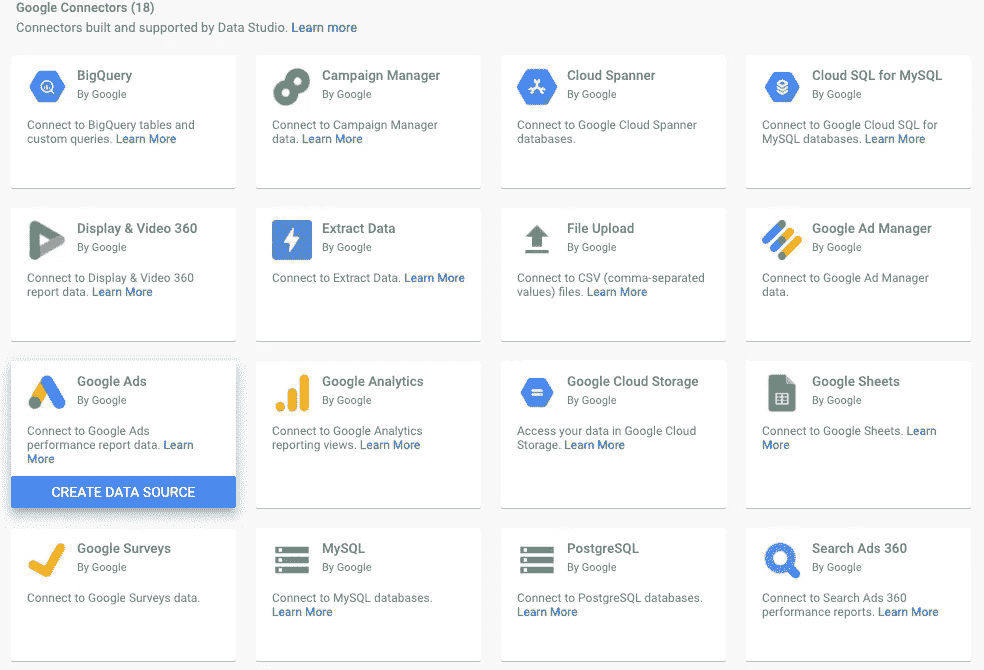 Google Connectors (18)
Connectors built and supported by Data Studio. Learn more
BigQuery
By Google
Connect to BigQuery tables and
custom queries. Learn More
Campaign Manager
By Google
Connect to Campaign Manager
data. Learn More
Cloud Spanner
By Google
Connect to Google Cloud Spanner
databases.
Cloud SQL for MySQL
By Google
Connect to Google Cloud SQL for
MySQL databases. Learn More
Display & Video 360
By Google
Connect to Display & Video 360
report data. Learn More
Extract Data
By Google
Connect to Extract Data. Learn More
File Upload
By Google
Connect to CSV (comma-separated
values) files. Learn More
Google Ad Manager
By Google
Connect to Google Ad Manager
data.
Google Ads
By Google
Connect to Google Ads
performance report data. Learn
More
CREATE DATA SOURCE
Google Analytics
By Google
Connect to Google Analytics
reporting views. Learn More
Google Cloud Storage
By Google
Access your data in Google Cloud
Storage. Learn More
Google Sheets
By Google
Connect to Google Sheets. Learn
More
Google Surveys
By Google
Connect to Google Surveys data.
MySQL
By Google
Connect to MySQL databases.
Learn More
PostgreSQL
By Google
Connect to PostgreSQL databases.
Learn More
Search Ads 360
By Google
Connect to Search Ads 360
performance reports. Learn More